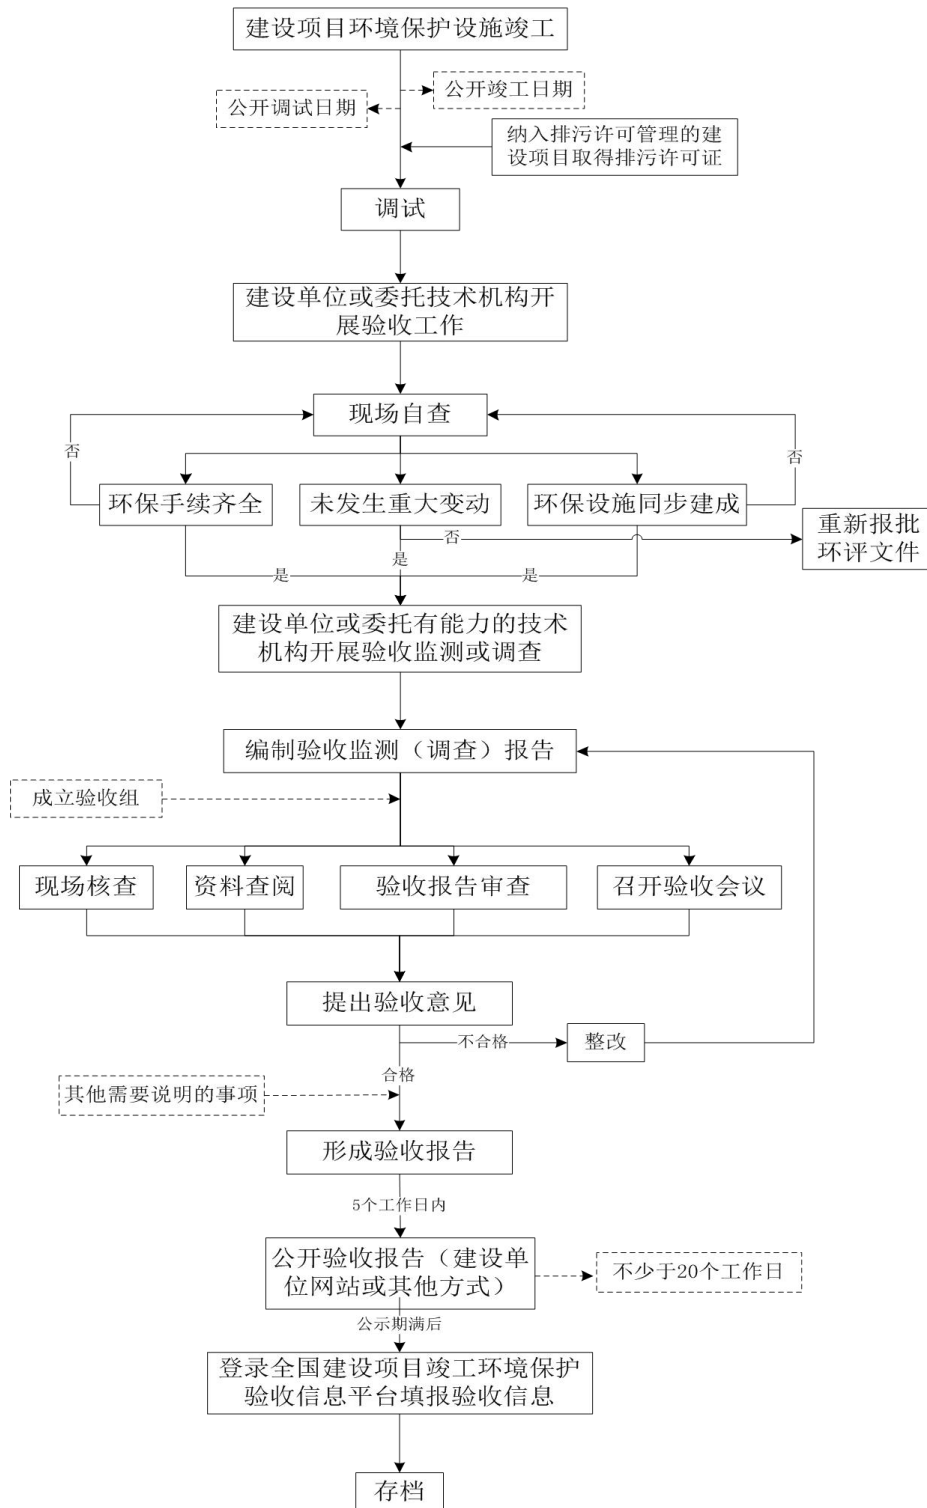 建设项目环境保护设施竣工
公开竣工日期
公开调试日期
纳入排污许可管理的建
设项目取得排污许可证
调试
建设单位或委托技术机构开
展验收工作
现场自查
否
否
环保手续齐全
未发生重大变动
环保设施同步建成
重新报批
环评文件
否
是
是
是
建设单位或委托有能力的技术
机构开展验收监测或调查
编制验收监测（调查）报告
成立验收组
现场核查
资料查阅
验收报告审查
召开验收会议
提出验收意见
不合格
整改
合格
其他需要说明的事项
形成验收报告
5个工作日内
公开验收报告（建设单
位网站或其他方式）
不少于20个工作日
公示期满后
登录全国建设项目竣工环境保护
验收信息平台填报验收信息
存档